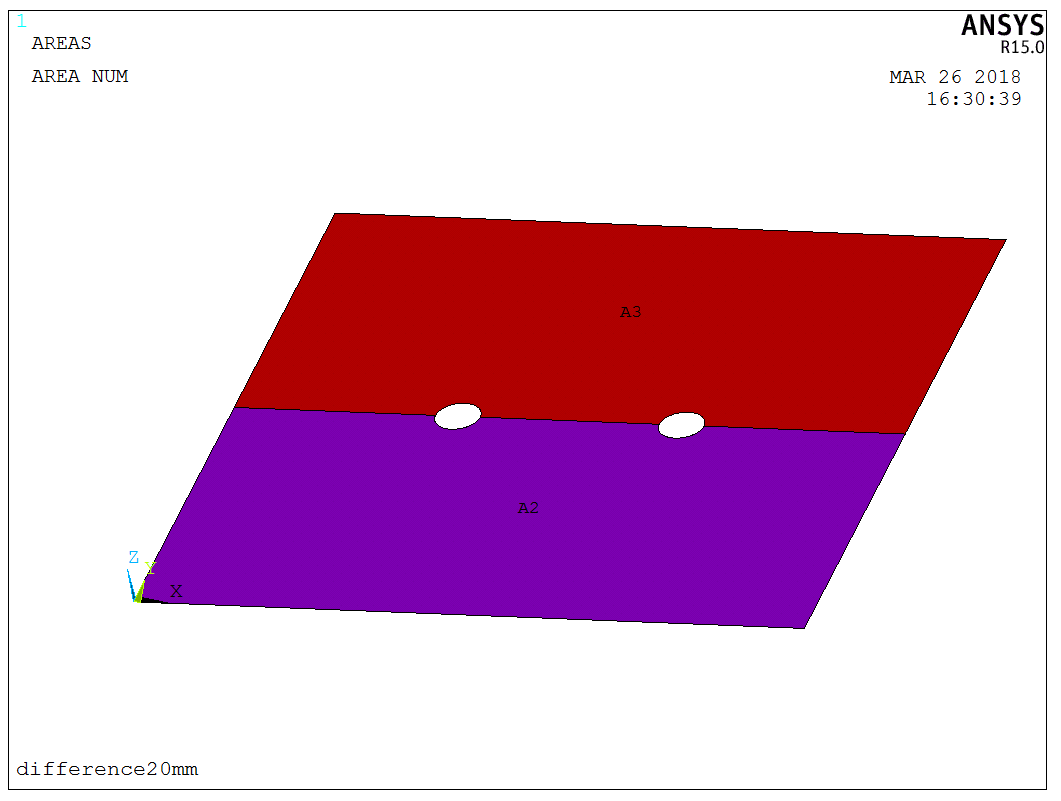 1
ANSYS
R15.0
AREAS
AREA NUM
MAR 26 2018
16:30:39
A3
A2
Z
Y
X
difference20mm